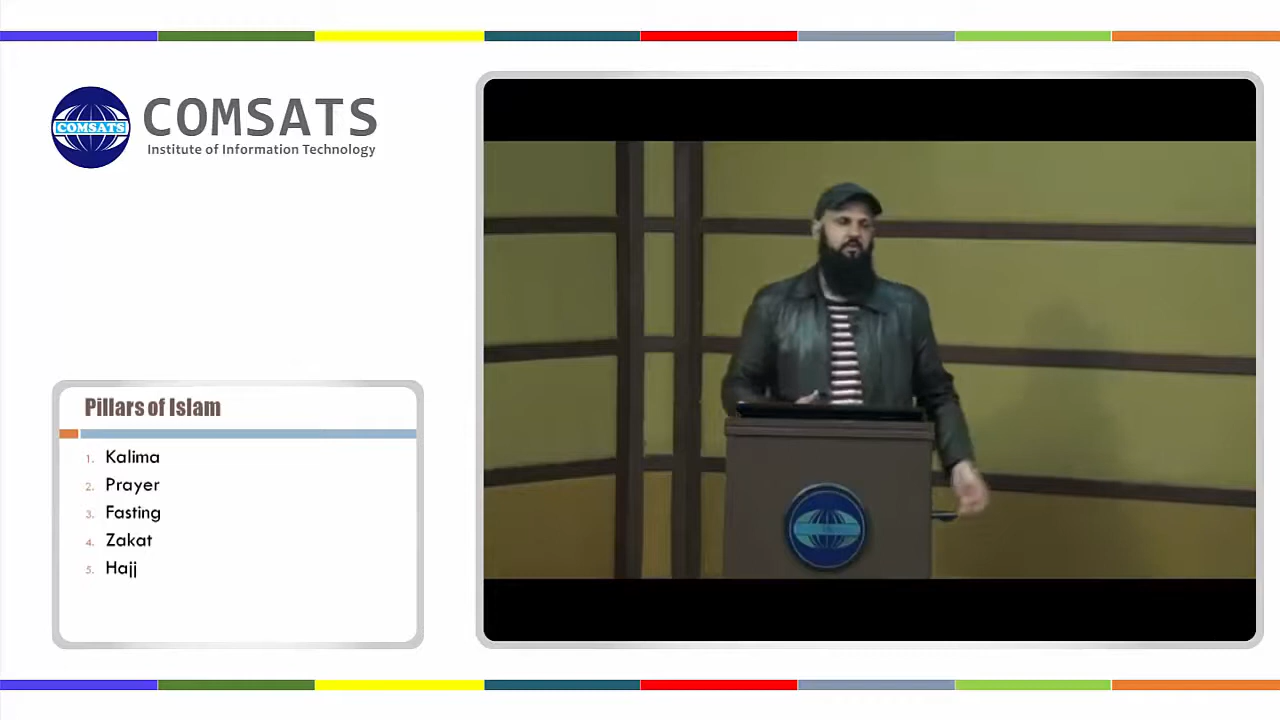 COMSATS
COMSATS
Institute of Information Technology
Pillars of Islam
1. Kalima
2. Prayer
3. Fasting
4. Zakat
5. Hajj